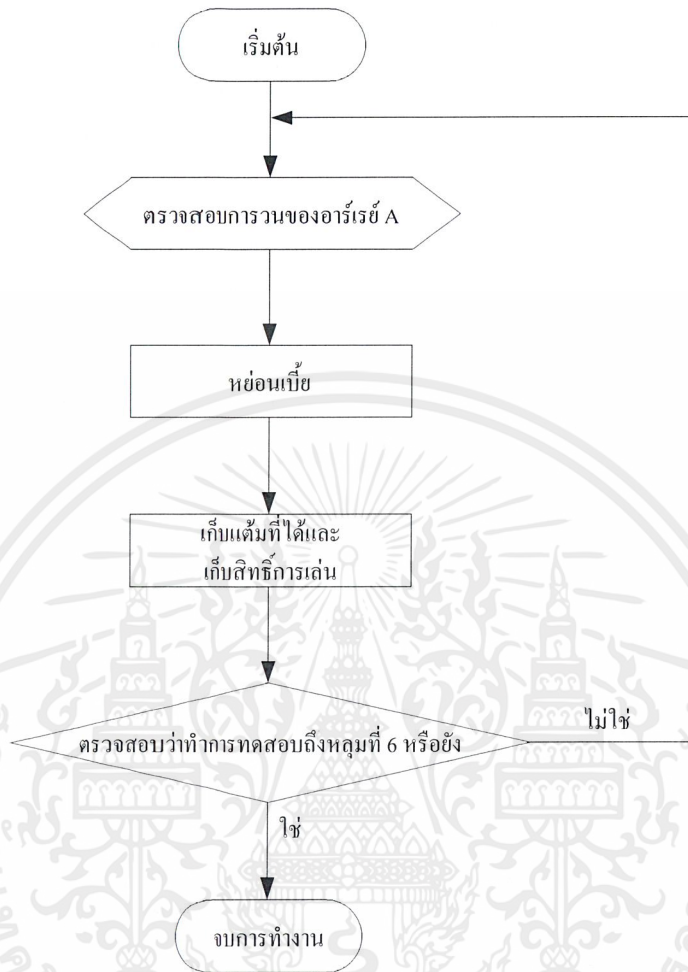 เริ่มต้น
ตรวจสอบการวนของอาร์เรย์ A
หย่อนเบี้ย
เก็บแต้มที่ได้และ
เก็บสิทธิ์การเล่น
ตรวจสอบว่าทำการทดสอบถึงหลุมที่ 6 หรือยัง
ไม่ใช่
ใช่
จบการทำงาน